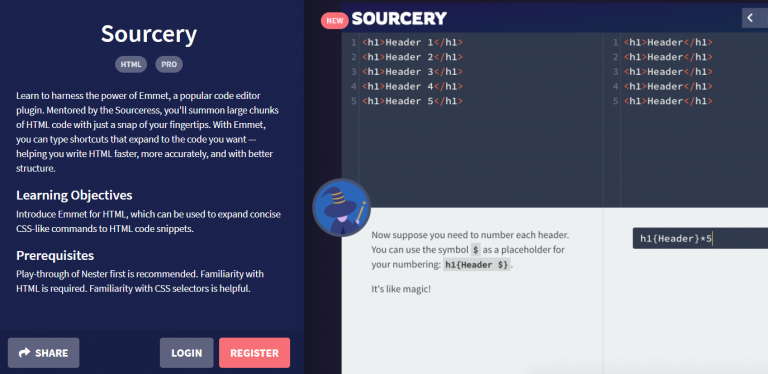 Sourcery
HTML PRO
Learn to harness the power of Emmet, a popular code editor
plugin. Mentored by the Sourceress, you'll summon large chunks
of HTML code with just a snap of your fingertips. With Emmet,
you can type shortcuts that expand to the code you want —
helping you write HTML faster, more accurately, and with better
structure.
Learning Objectives
Introduce Emmet for HTML, which can be used to expand concise
CSS-like commands to HTML code snippets.
Prerequisites
Play-through of Nester first is recommended. Familiarity with
HTML is required. Familiarity with CSS selectors is helpful.
SHARE
LOGIN
REGISTER
NEW
SOURCERY
1 <h1>Header 1</h1>
2 <h1>Header 2</h1>
3 <h1>Header 3</h1>
4 <h1>Header 4</h1>
5 <h1>Header 5</h1>
1 <h1>Header</h1>
2 <h1>Header</h1>
3 <h1>Header</h1>
4 <h1>Header</h1>
5 <h1>Header</h1>
Now suppose you need to number each header.
You can use the symbol $ as a placeholder for
your numbering: h1{Header $}.
It's like magic!
h1{Header}*5